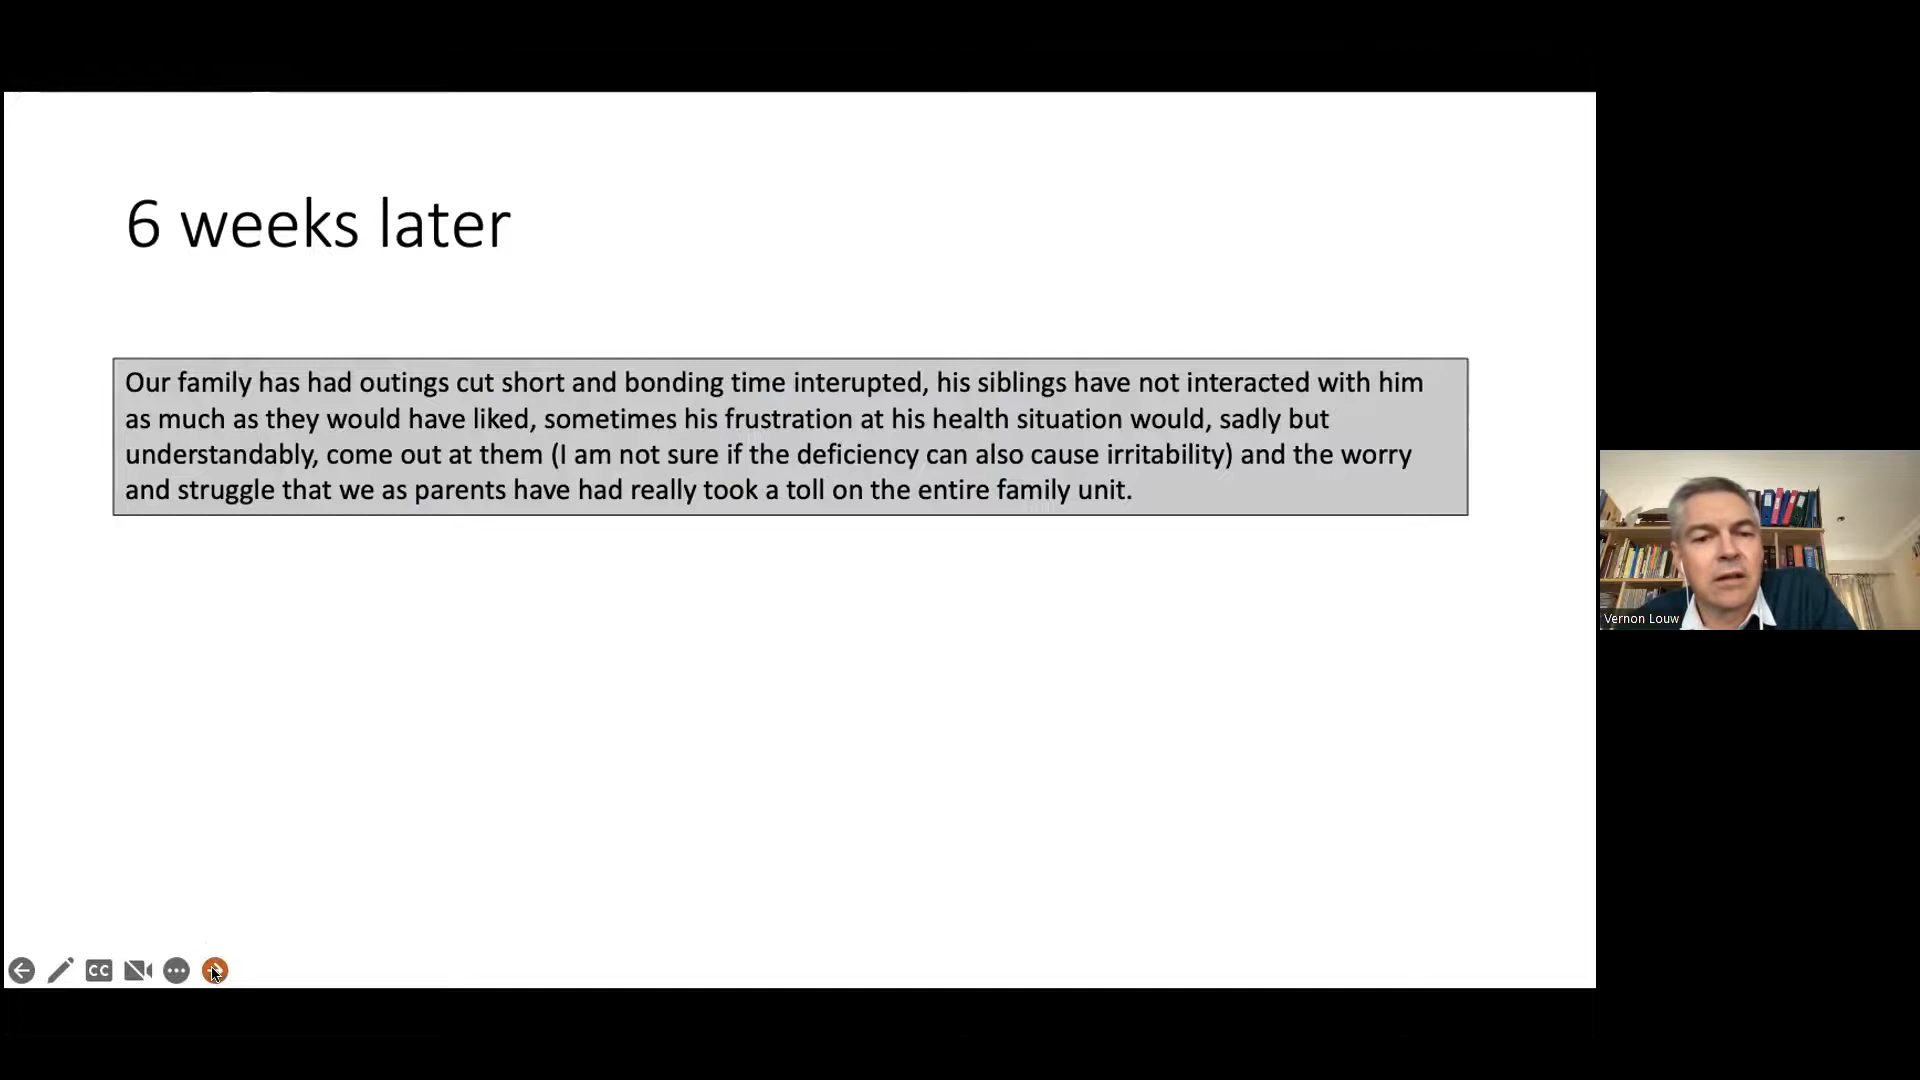 6 weeks later
Our family has had outings cut short and bonding time interupted, his siblings have not interacted with him
as much as they would have liked, sometimes his frustration at his health situation would, sadly but
understandably, come out at them (I am not sure if the deficiency can also cause irritability) and the worry
and struggle that we as parents have had really took a toll on the entire family unit.
Vernon Louw
CC